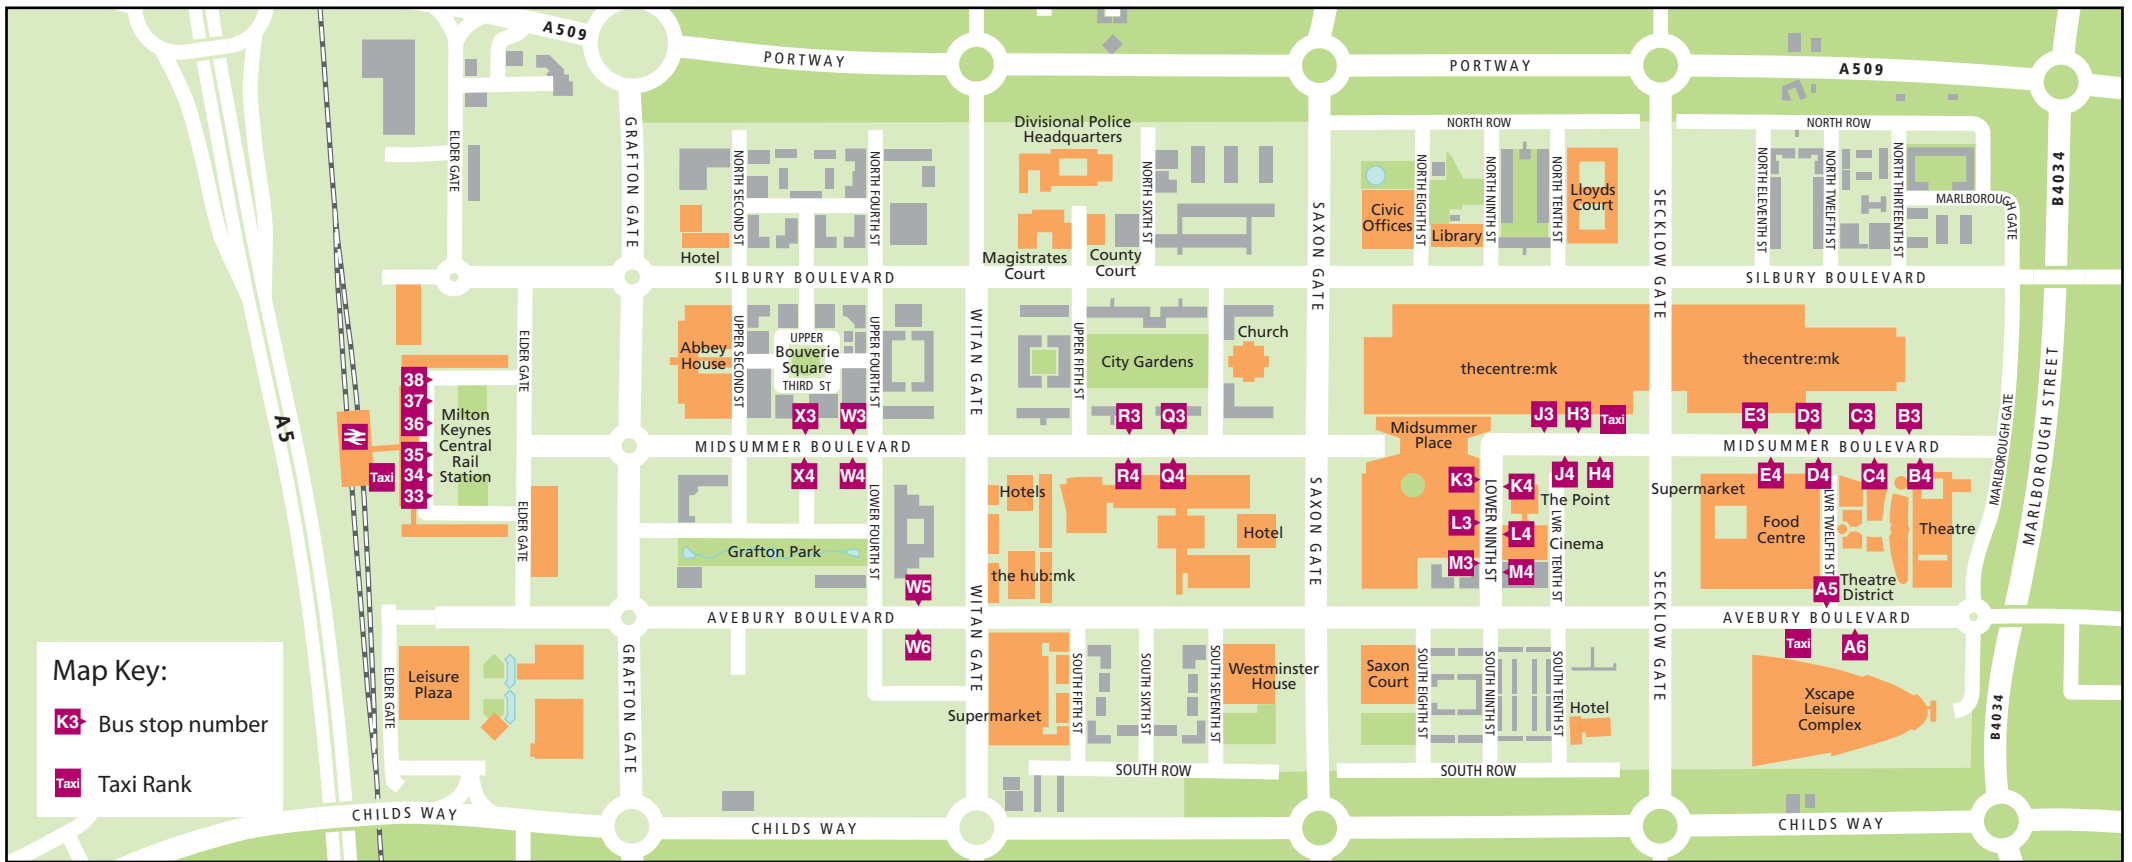 A509
PORTWAY
PORTWAY
A509
NORTH ROW
NORTH ROW
ELDER GATE
GRAFTON GATE
NORTH SECOND ST
NORTH FOURTH ST
Divisional Police
Headquarters
NORTH SIXTH ST
SAXON GATE
Civic
Offices
NORTH EIGHTH ST
Library
NORTH NINTH ST
NORTH TENTH ST
Lloyds
Court
SECKLOW GATE
NORTH ELEVENTH ST
NORTH TWELFTH ST
NORTH THIRTEENTH ST
MARLBOROUGH GATE
B4034
Hotel
Magistrates
Court
County
Court
SILBURY BOULEVARD
SILBURY BOULEVARD
A5
ELDER GATE
Abbey
House
UPPER SECOND ST
UPPER
Bouverie
Square
THIRD ST
UPPER FOURTH ST
WITAN GATE
UPPER FIFTH ST
City Gardens
Church
thecentre:mk
thecentre:mk
MARLBOROUGH GATE
MARLBOROUGH STREET
38
37
36
35
34
33
Taxi
Milton
Keynes
Central
Rail
Station
X3
W3
R3
Q3
J3
H3
Taxi
E3
D3
C3
B3
MIDSUMMER BOULEVARD
Midsummer
Place
MIDSUMMER BOULEVARD
X4
W4
R4
Q4
K3
K4
J4
H4
E4
D4
C4
B4
ELDER GATE
LOWER FOURTH ST
Hotels
Hotel
SAXON GATE
L3
L4
M3
M4
LOWER NINTH ST
The Point
Cinema
LWR TENTH ST
Supermarket
Food
Centre
LWR TWELFTH ST
Theatre
Grafton Park
the hub:mk
W5
W6
WITAN GATE
SECKLOW GATE
A5
Theatre
District
AVEBURY BOULEVARD
AVEBURY BOULEVARD
Taxi
A6
Map Key:
K3 Bus stop number
Taxi Taxi Rank
ELDER GATE
Leisure
Plaza
GRAFTON GATE
Supermarket
SOUTH FIFTH ST
SOUTH SIXTH ST
SOUTH SEVENTH ST
Westminster
House
Saxon
Court
SOUTH EIGHTH ST
SOUTH NINTH ST
SOUTH TENTH ST
Hotel
Xscape
Leisure
Complex
B4034
SOUTH ROW
SOUTH ROW
CHILDS WAY
CHILDS WAY
CHILDS WAY